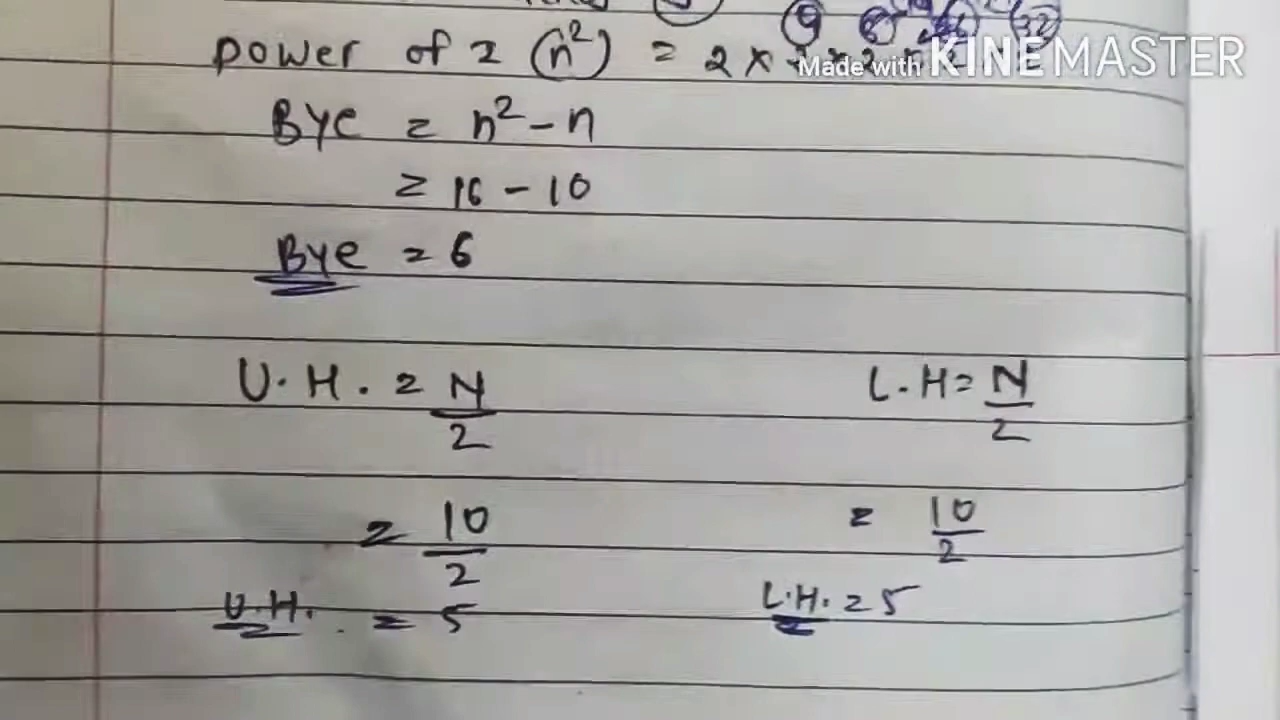 power of 2 (n²) = 2 x
Made with KINEMASTER
Bye = n² - n
= 16 - 10
Bye = 6
U.H. = N/2 L.H = N/2
= 10/2 = 10/2
U.H. = 5 L.H. = 5